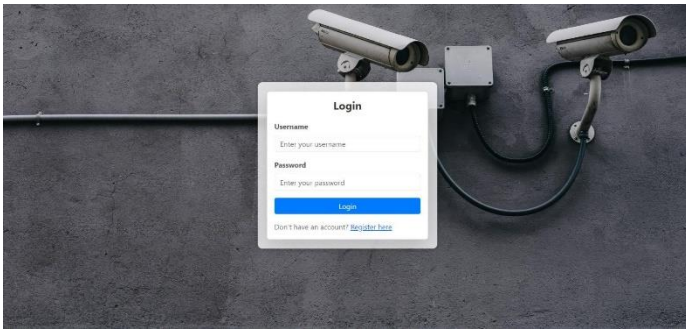 Login
Username
Enter your username
Password
Enter your password
Login
Don't have an account? Register here